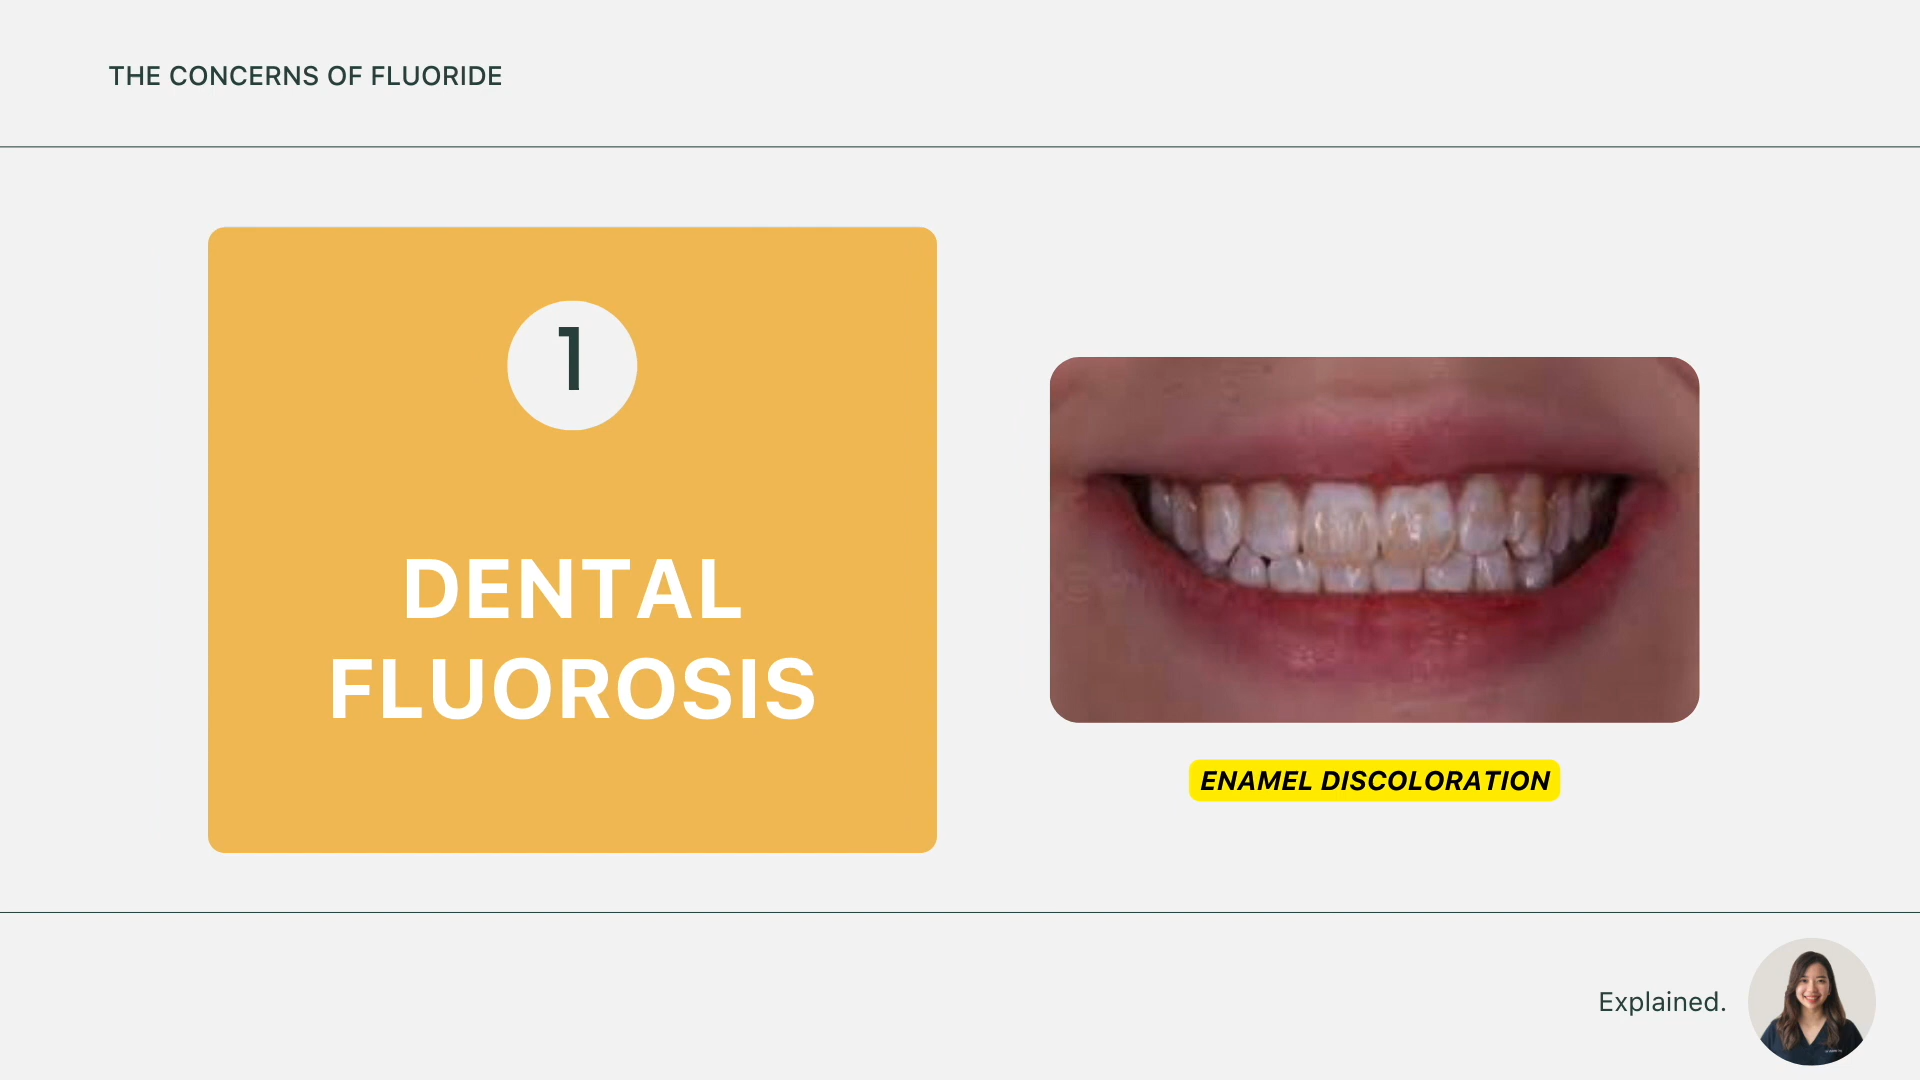 THE CONCERNS OF FLUORIDE
1
DENTAL
FLUOROSIS
ENAMEL DISCOLORATION
Explained.